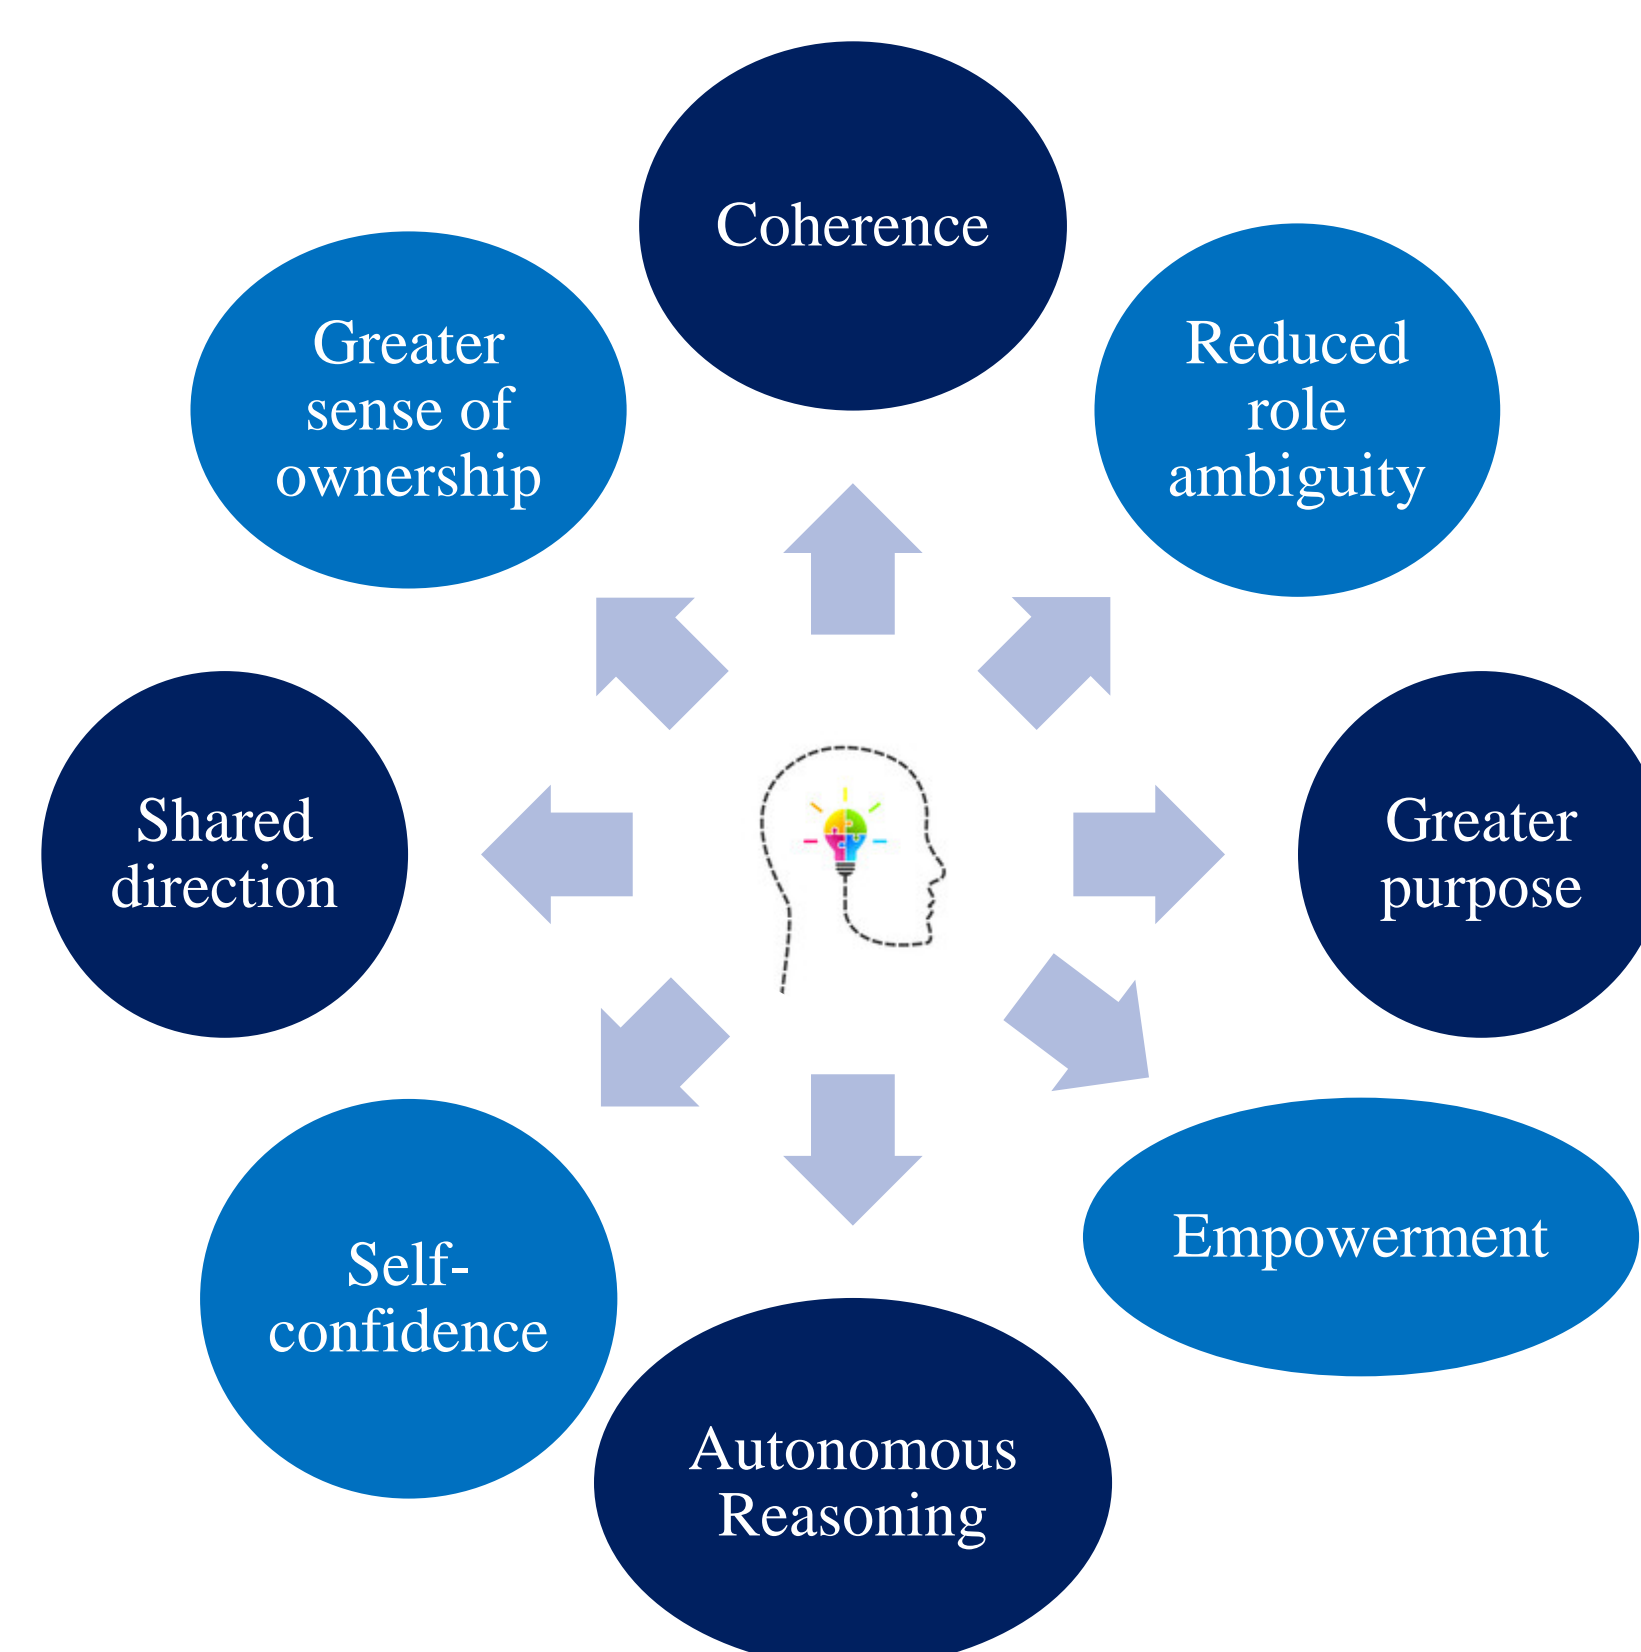 Coherence
Reduced
role
ambiguity
Greater
purpose
Empowerment
Autonomous
Reasoning
Self-
confidence
Shared
direction
Greater
sense of
ownership